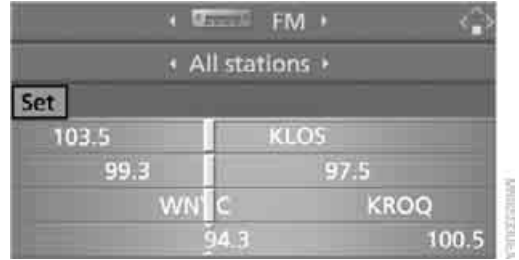 FM
All stations
Set
103.5 KLOS
99.3 97.5
WNYC KROQ
94.3 100.5